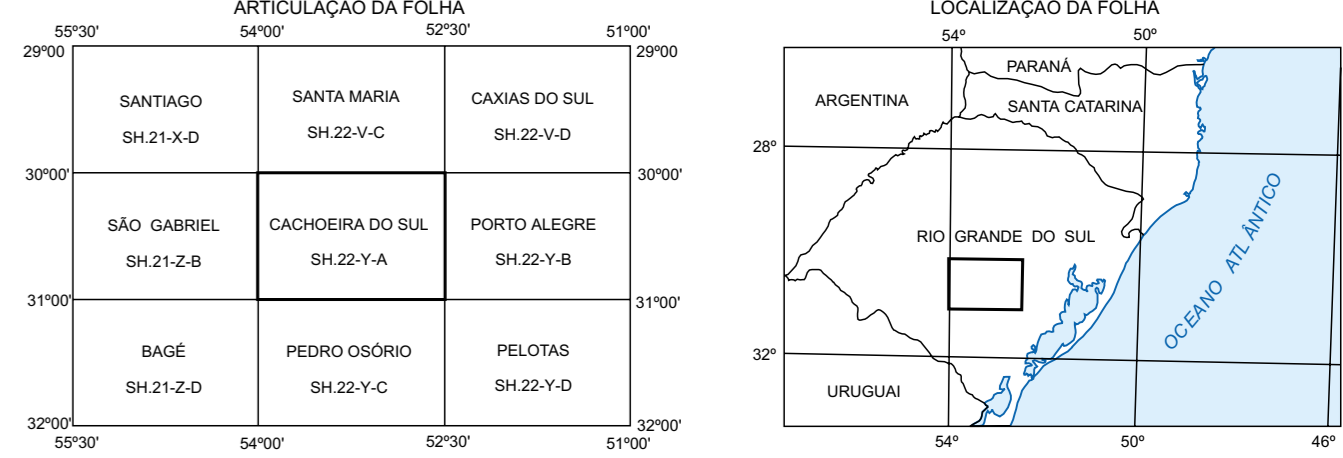 ARTICULAÇÃO DA FOLHA
55º30' 54º00' 52º30' 51º00'
29º00' 29º00'
SANTIAGO SANTA MARIA CAXIAS DO SUL
SH.21-X-D SH.22-V-C SH.22-V-D
30º00' 30º00'
SÃO GABRIEL CACHOEIRA DO SUL PORTO ALEGRE
SH.21-Z-B SH.22-Y-A SH.22-Y-B
31º00' 31º00'
BAGÉ PEDRO OSÓRIO PELOTAS
SH.21-Z-D SH.22-Y-C SH.22-Y-D
32º00' 32º00'
55º30' 54º00' 52º30' 51º00'
LOCALIZAÇÃO DA FOLHA
54º 50º
PARANÁ
ARGENTINA
SANTA CATARINA
28º
RIO GRANDE DO SUL
OCEANO ATLÂNTICO
32º
URUGUAI
54º 50º 46º